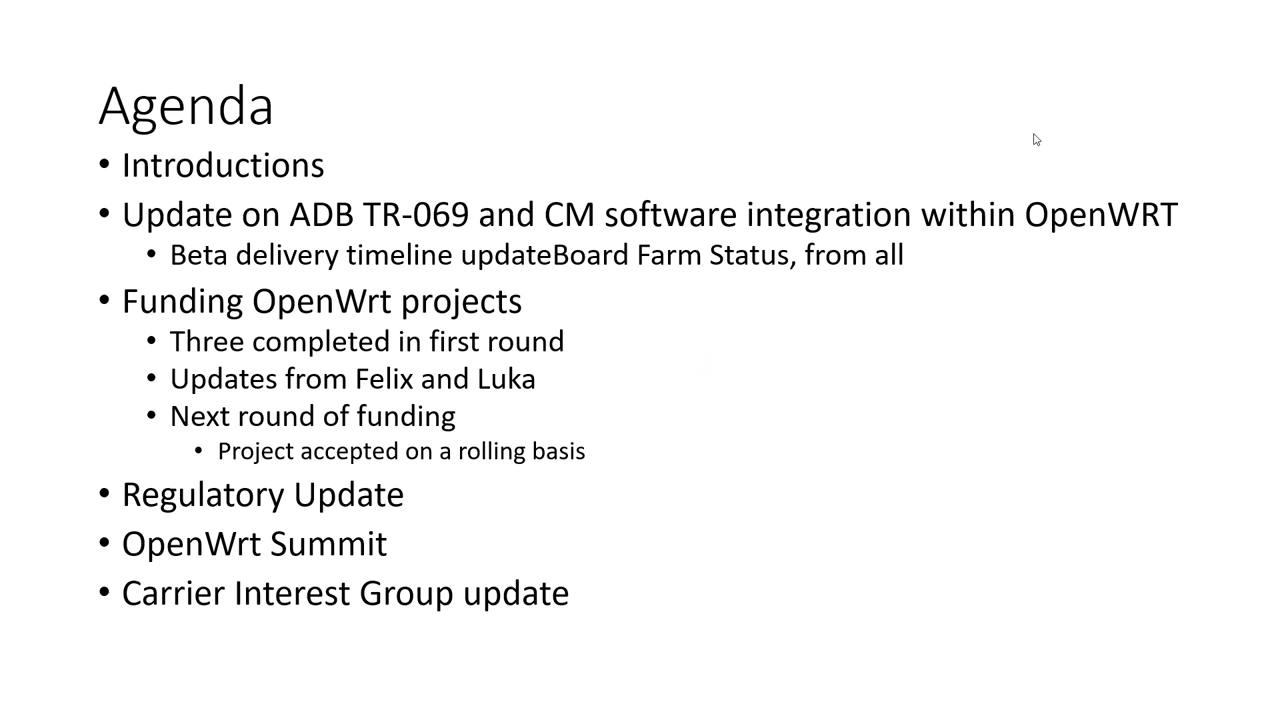 Agenda
• Introductions
• Update on ADB TR-069 and CM software integration within OpenWRT
• Beta delivery timeline updateBoard Farm Status, from all
• Funding OpenWrt projects
• Three completed in first round
• Updates from Felix and Luka
• Next round of funding
• Project accepted on a rolling basis
• Regulatory Update
• OpenWrt Summit
• Carrier Interest Group update